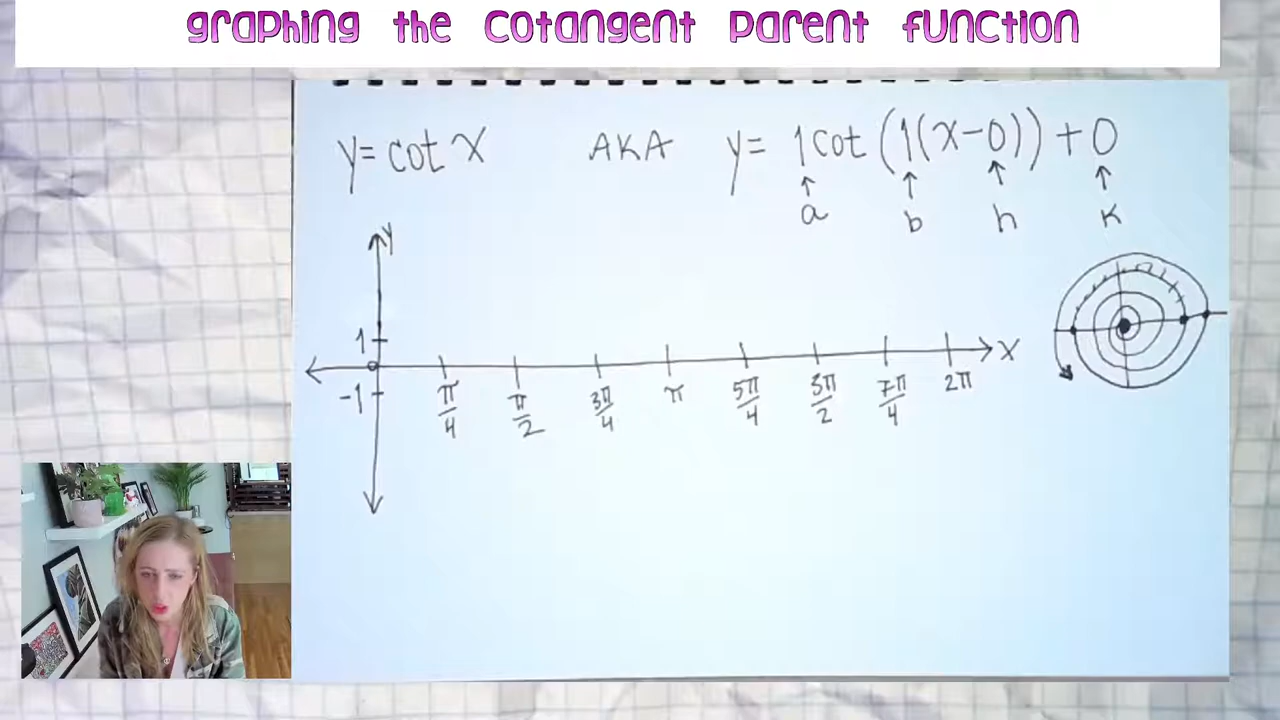 graphing the cotangent parent function
y= cot x AKA y= 1cot (1(x-0)) + 0
a b h k
y
1
-1
π/4 π/2 3π/4 π 5π/4 3π/2 7π/4 2π x